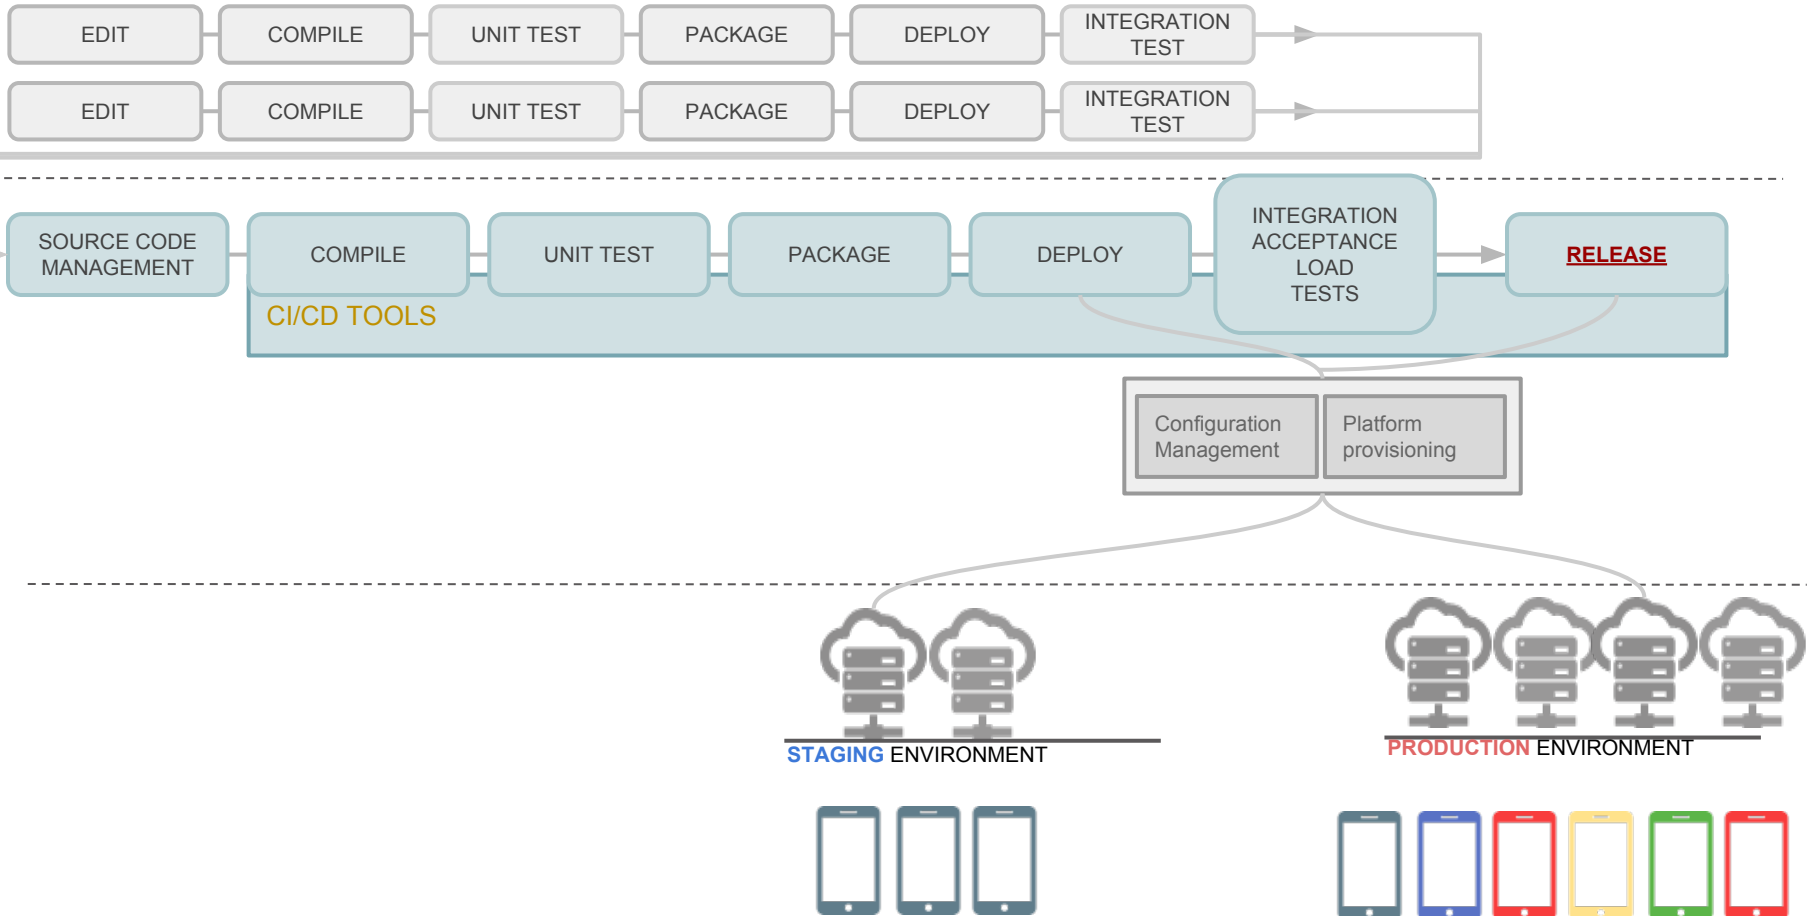 EDIT
COMPILE
UNIT TEST
PACKAGE
DEPLOY
INTEGRATION
TEST
EDIT
COMPILE
UNIT TEST
PACKAGE
DEPLOY
INTEGRATION
TEST
SOURCE CODE
MANAGEMENT
COMPILE
UNIT TEST
PACKAGE
DEPLOY
INTEGRATION
ACCEPTANCE
LOAD
TESTS
RELEASE
CI/CD TOOLS
Configuration
Management
Platform
provisioning
STAGING ENVIRONMENT
PRODUCTION ENVIRONMENT